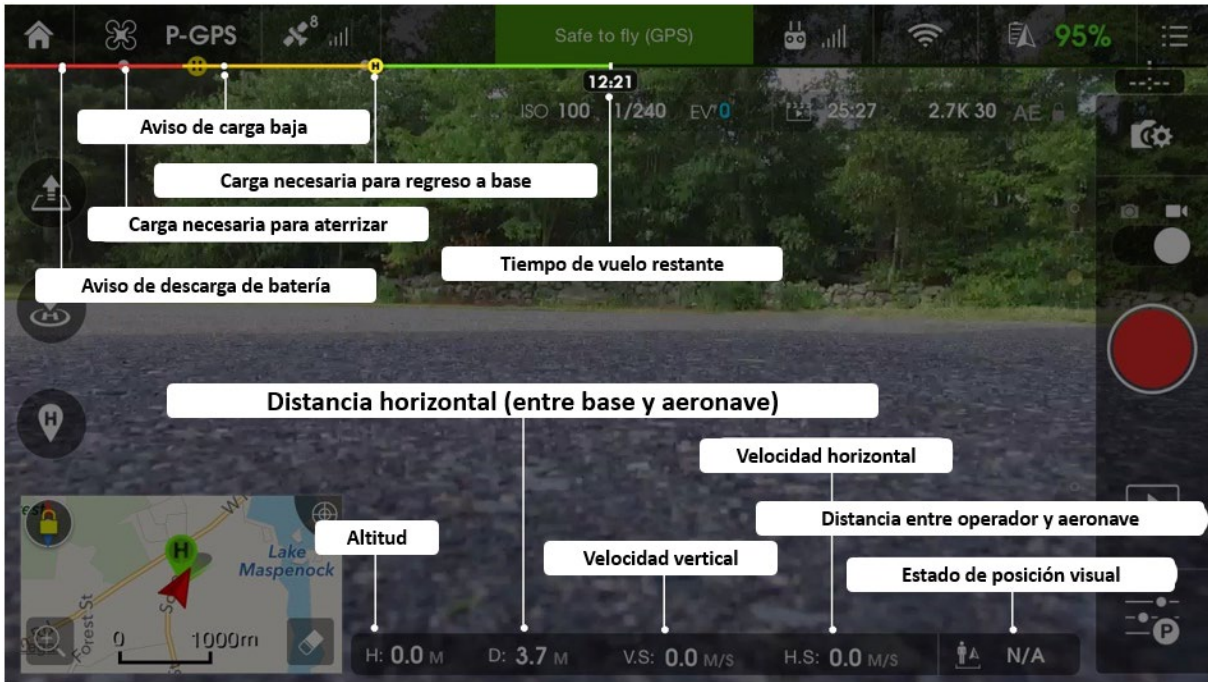 P-GPS
8
Safe to fly (GPS)
95%
H
12:21
ISO 100 1/240 EV 0 25:27 2.7K 30 AE
Aviso de carga baja
Carga necesaria para regreso a base
Carga necesaria para aterrizar
Tiempo de vuelo restante
Aviso de descarga de batería
H
H
Distancia horizontal (entre base y aeronave)
Velocidad horizontal
Distancia entre operador y aeronave
Altitud
Velocidad vertical
Estado de posición visual
H
Lake
Maspenock
Forest St
0 1000m
P
H: 0.0 M D: 3.7 M V.S: 0.0 M/S H.S: 0.0 M/S N/A